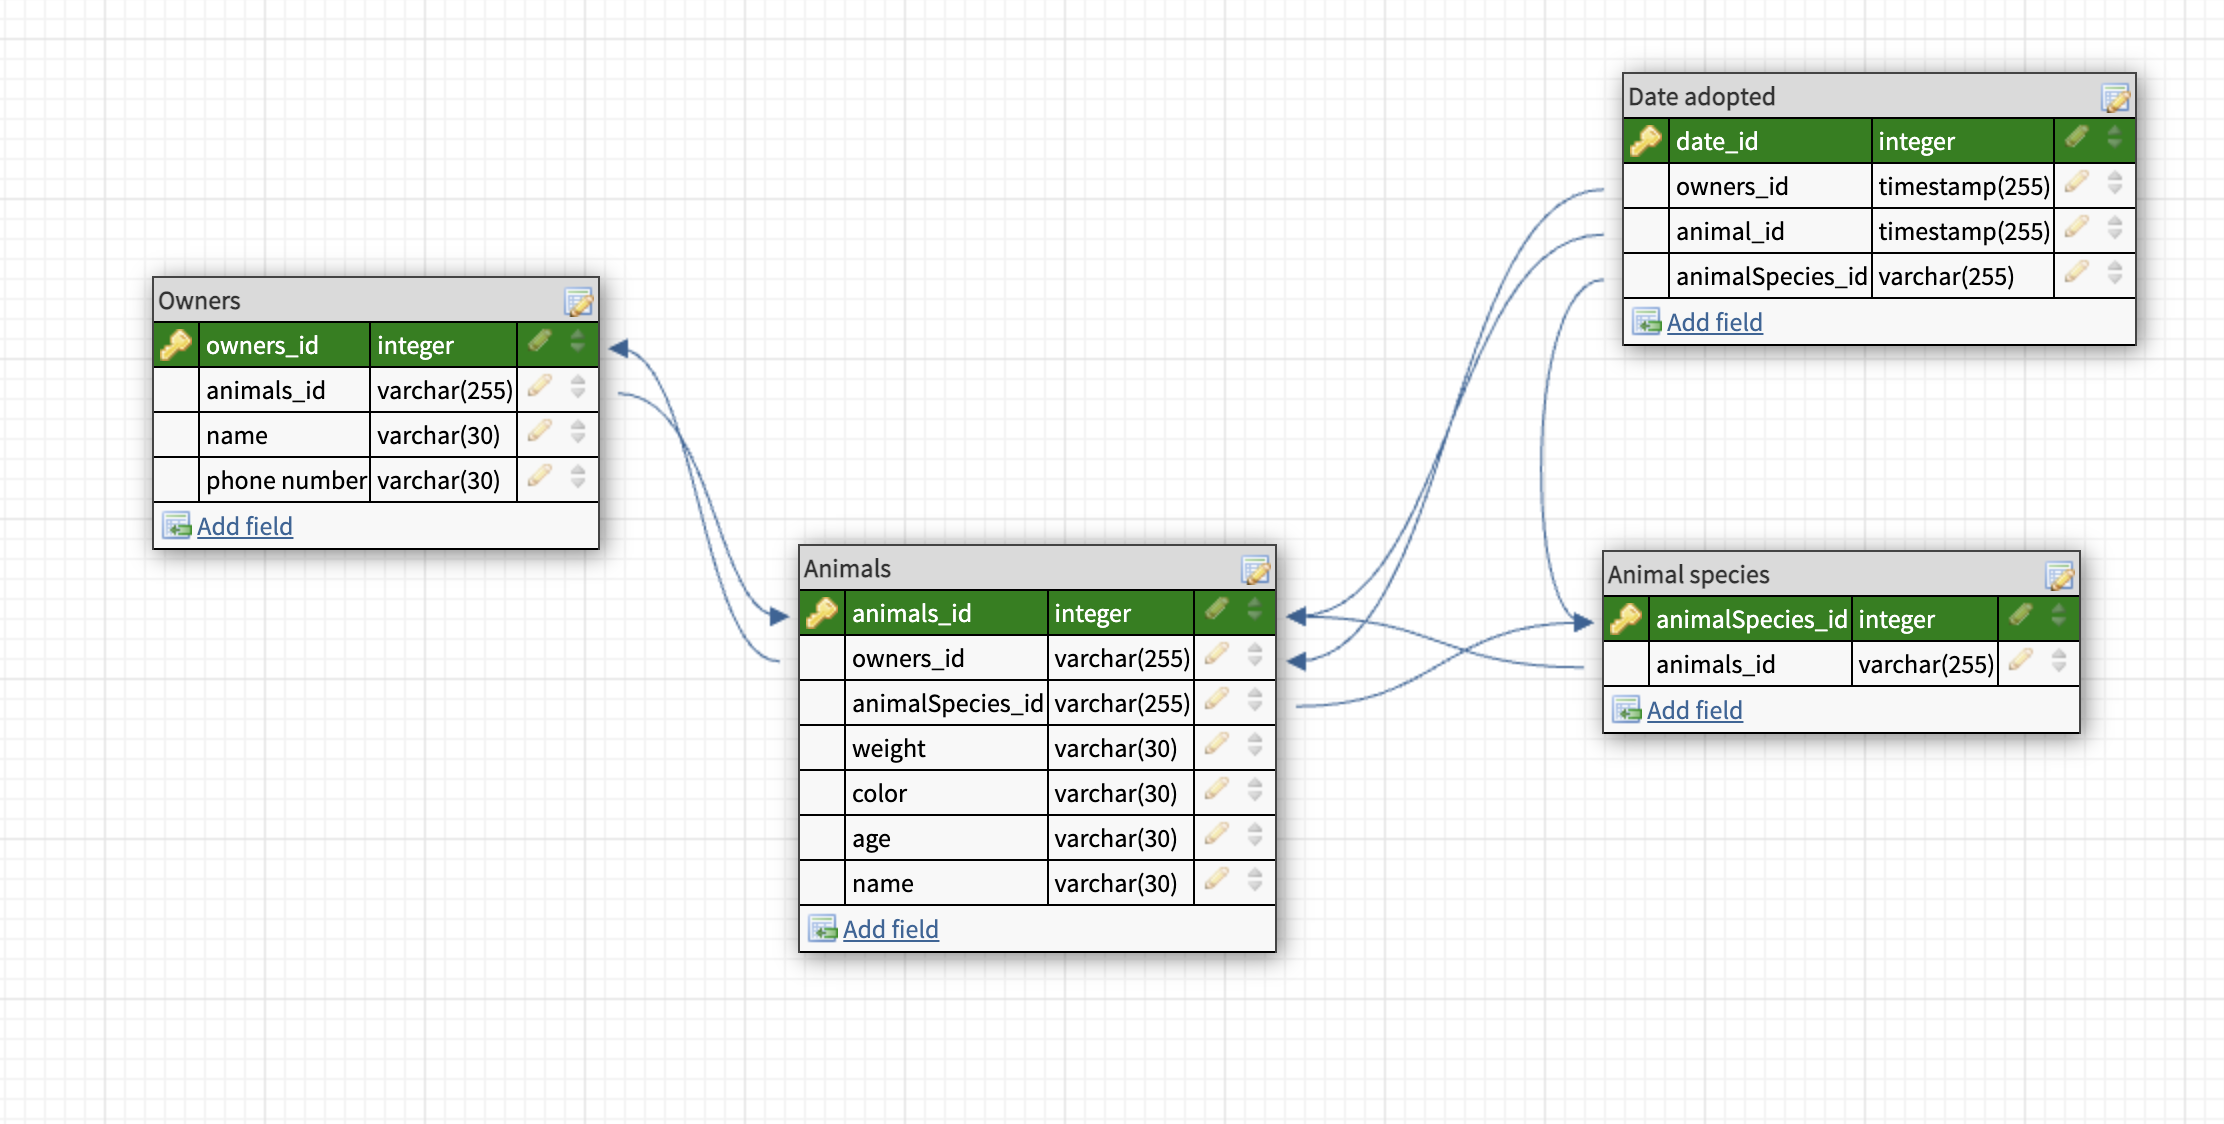 Date adopted
date_id integer
owners_id timestamp(255)
animal_id timestamp(255)
animalSpecies_id varchar(255)
Add field
Owners
owners_id integer
animals_id varchar(255)
name varchar(30)
phone number varchar(30)
Add field
Animals
animals_id integer
owners_id varchar(255)
animalSpecies_id varchar(255)
weight varchar(30)
color varchar(30)
age varchar(30)
name varchar(30)
Add field
Animal species
animalSpecies_id integer
animals_id varchar(255)
Add field